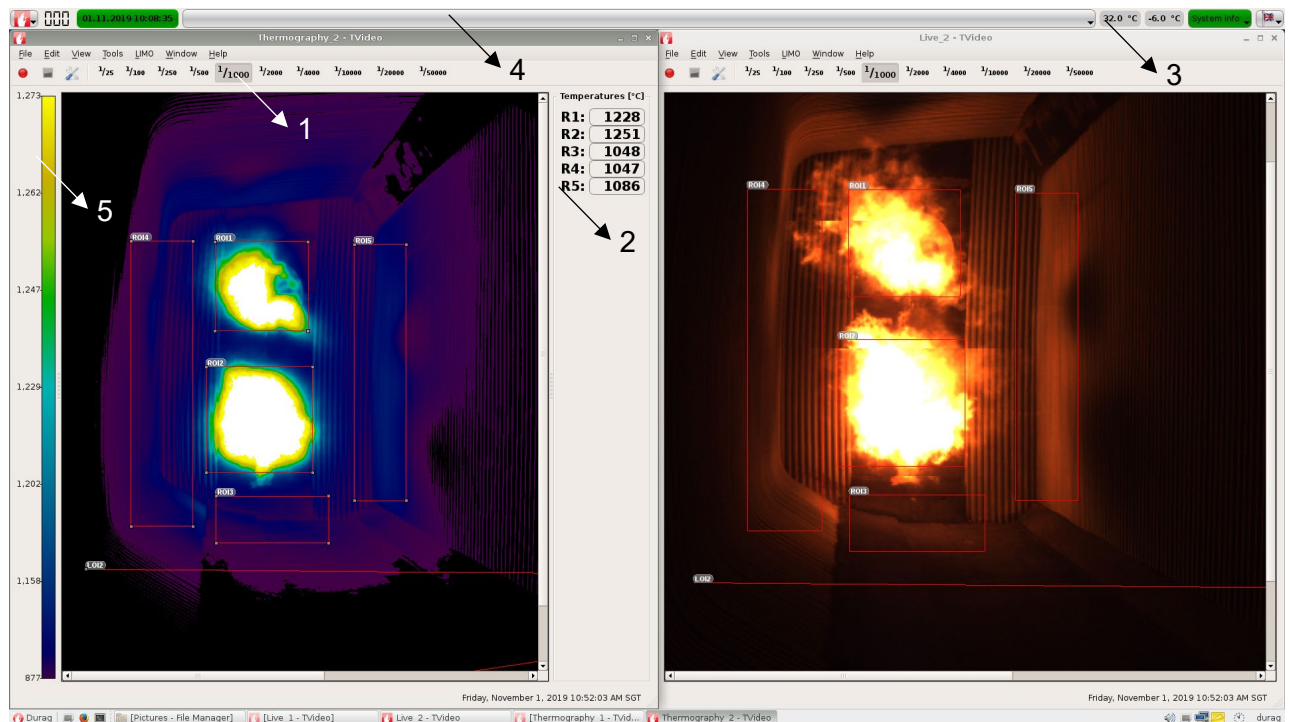 01.11.2019 10:08:35 32.0 °C -6.0 °C System info
Thermography_2 - TVideo
File Edit View Tools LIMO Window Help
1/25 1/100 1/250 1/500 1/1000 1/2000 1/4000 1/10000 1/20000 1/50000
4
1,273
1,262
1,247
1,229
1,202
1,158
877
5
1
Temperatures [°C]
R1: 1228
R2: 1251
R3: 1048
R4: 1047
R5: 1086
2
ROI4 ROI1 ROI5
ROI2
ROI3
LOI2
Friday, November 1, 2019 10:52:03 AM SGT
Live_2 - TVideo
File Edit View Tools LIMO Window Help
1/25 1/100 1/250 1/500 1/1000 1/2000 1/4000 1/10000 1/20000 1/50000
3
ROI4 ROI1 ROI5
ROI2
ROI3
LOI2
Friday, November 1, 2019 10:52:03 AM SGT
Durag [Pictures - File Manager] [Live_1 - TVideo] Live_2 - TVideo [Thermography_1 - TVid... Thermography_2 - TVideo durag